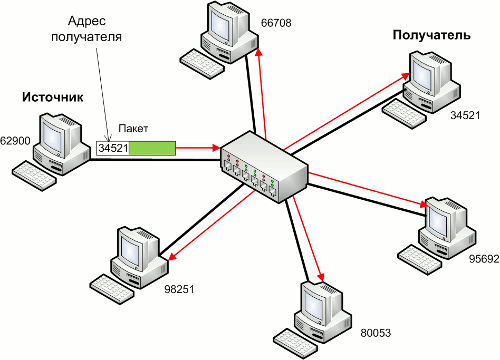 Адрес
получателя
66708
Получатель
Источник
Пакет
62900
34521
34521
95692
98251
80053